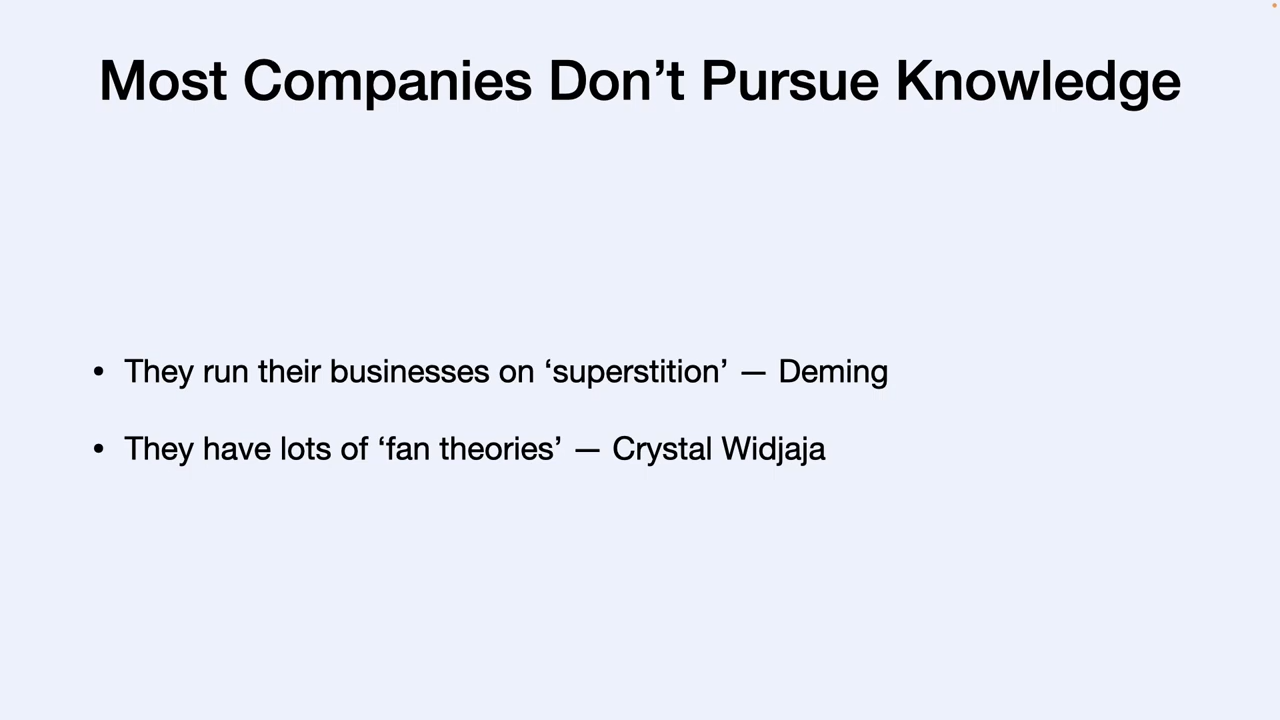 Most Companies Don’t Pursue Knowledge
• They run their businesses on ‘superstition’ — Deming
• They have lots of ‘fan theories’ — Crystal Widjaja